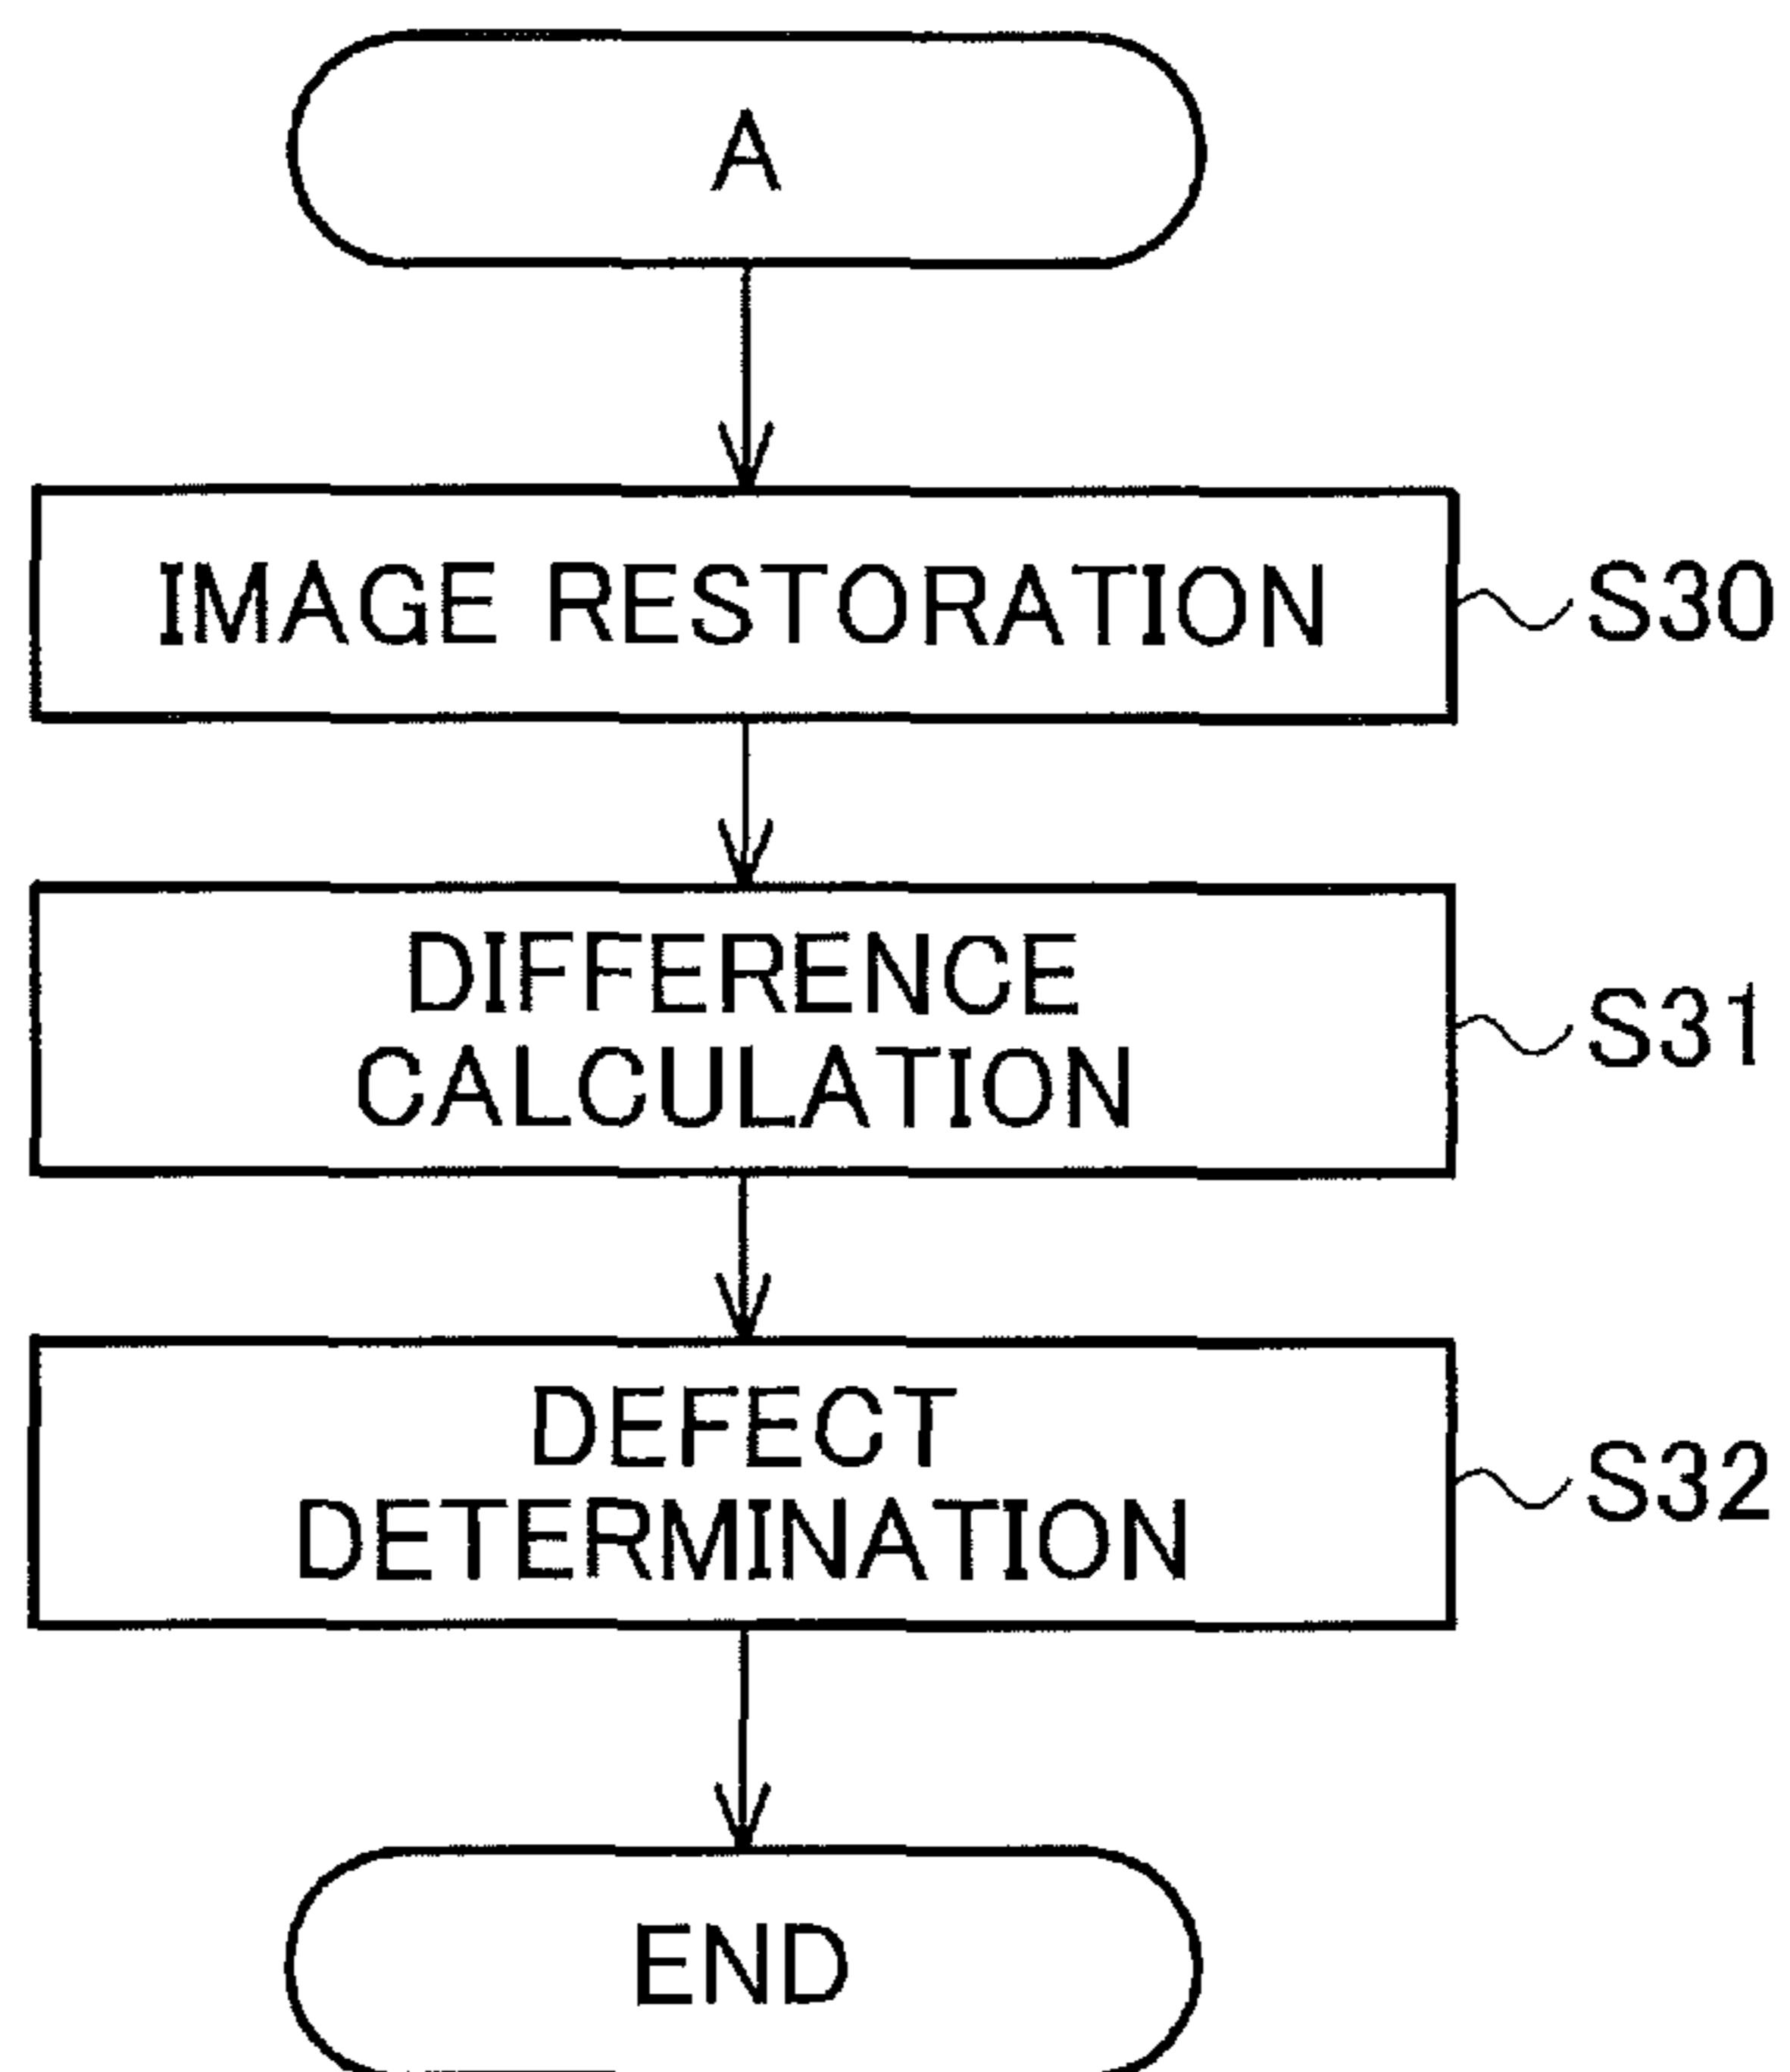 A
IMAGE RESTORATION
S30
DIFFERENCE
CALCULATION
S31
DEFECT
DETERMINATION
S32
END